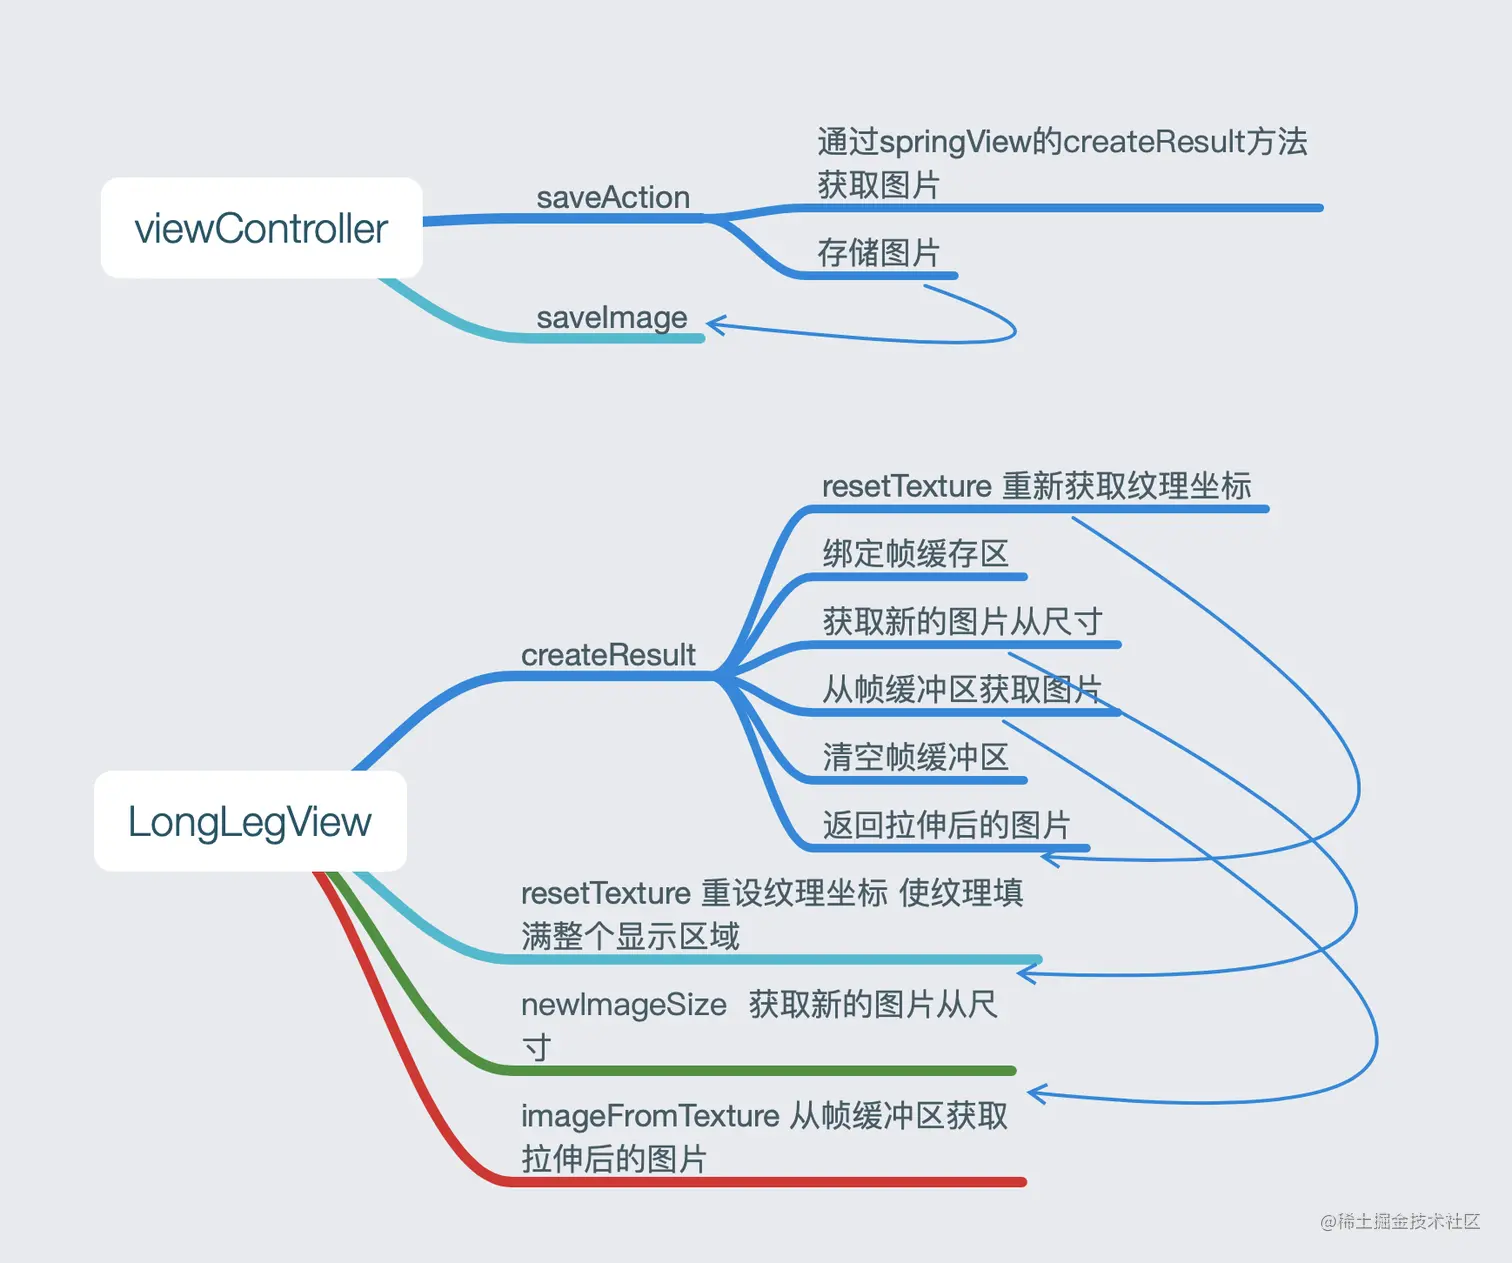 通过springView的createResult方法
获取图片
saveAction
viewController
存储图片
saveImage
resetTexture 重新获取纹理坐标
绑定帧缓存区
获取新的图片从尺寸
createResult
从帧缓冲区获取图片
清空帧缓冲区
返回拉伸后的图片
LongLegView
resetTexture 重设纹理坐标 使纹理填
满整个显示区域
newImageSize 获取新的图片从尺
寸
imageFromTexture 从帧缓冲区获取
拉伸后的图片
@稀土掘金技术社区